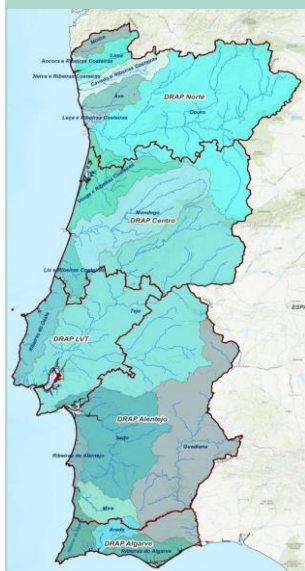 Minho
Lima
Ancora e Ribeiras Costeiras
Cávado e Ribeiras Costeiras
Neiva e Ribeiras Costeiras
DRAP Norte
Ave
Douro
Leça e Ribeiras Costeiras
Vouga e Ribeiras Costeiras
Mondego
DRAP Centro
Lis e Ribeiras Costeiras
Ribeiras do Oeste
Tejo
DRAP LVT
ESPA
DRAP Alentejo
Sado
Guadiana
Ribeiras do Alentejo
Mira
Arade
DRAP Algarve
Ribeiras do Algarve